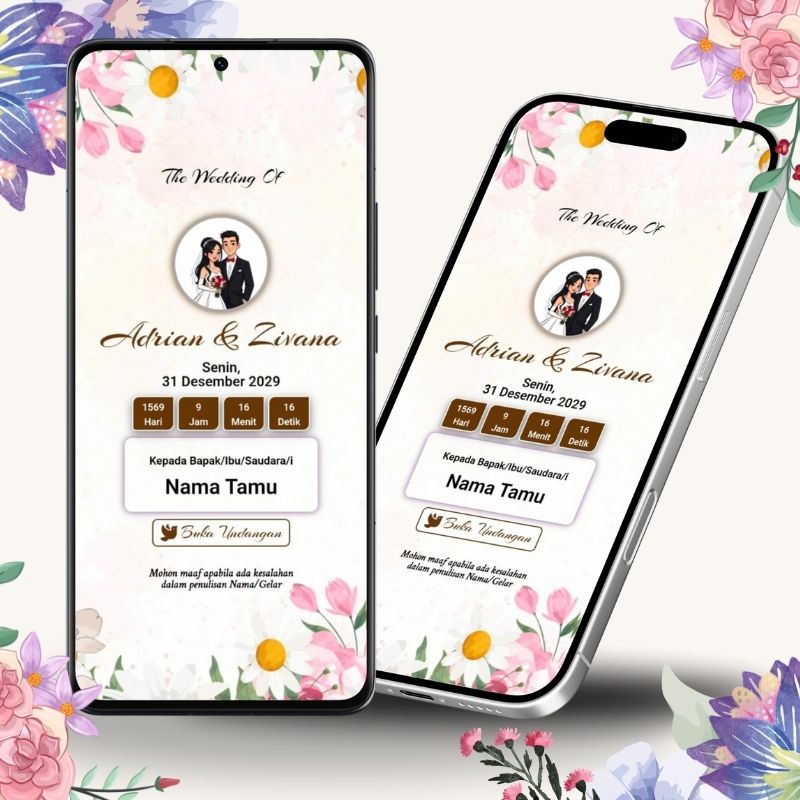 The Wedding Of
Adrian & Zivana
Senin,
31 Desember 2029
1569 9 16 16
Hari Jam Menit Detik
Kepada Bapak/Ibu/Saudara/i
Nama Tamu
Buka Undangan
Mohon maaf apabila ada kesalahan
dalam penulisan Nama/Gelar
The Wedding Of
Adrian & Zivana
Senin,
31 Desember 2029
1569 9 16 16
Hari Jam Menit Detik
Kepada Bapak/Ibu/Saudara/i
Nama Tamu
Buka Undangan
Mohon maaf apabila ada kesalahan
dalam penulisan Nama/Gelar